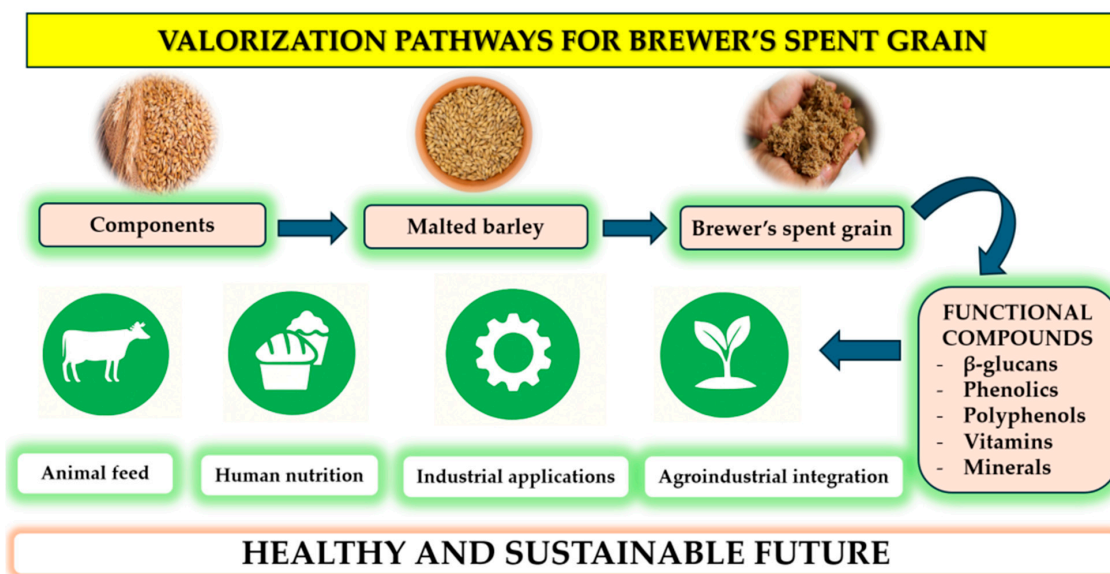 VALORIZATION PATHWAYS FOR BREWER'S SPENT GRAIN
Components
Malted barley
Brewer's spent grain
FUNCTIONAL
COMPOUNDS
- β-glucans
- Phenolics
- Polyphenols
- Vitamins
- Minerals
Animal feed
Human nutrition
Industrial applications
Agroindustrial integration
HEALTHY AND SUSTAINABLE FUTURE